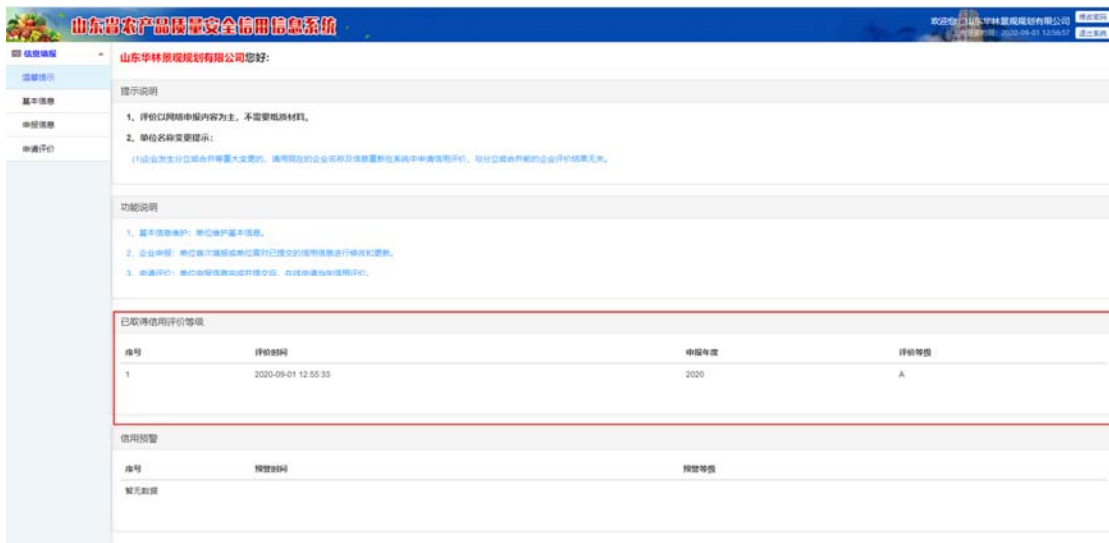 山东省农产品质量安全信用信息系统
欢迎您：山东华林景观规划有限公司
修改密码
2020-09-01 12:56:57
退出系统
信息填报
温馨提示
基本信息
申报信息
申请评价
山东华林景观规划有限公司您好:
提示说明
1、评价以网络申报内容为主，不需要纸质材料。
2、单位名称变更提示：
(1)企业发生分立或合并等重大变更的，请用现在的企业名称及信息重新在系统中申请信用评价，与分立或合并前的企业评价结果无关。
功能说明
1、基本信息维护：单位维护基本信息。
2、企业申报：单位首次填报或单位需对已提交的信用信息进行修改和更新。
3、申请评价：单位申报信息完成并提交后，在线申请当年信用评价。
已取得信用评价等级
序号 评价时间 申报年度 评价等级
1 2020-09-01 12:55:33 2020 A
信用预警
序号 预警时间 预警等级
暂无数据